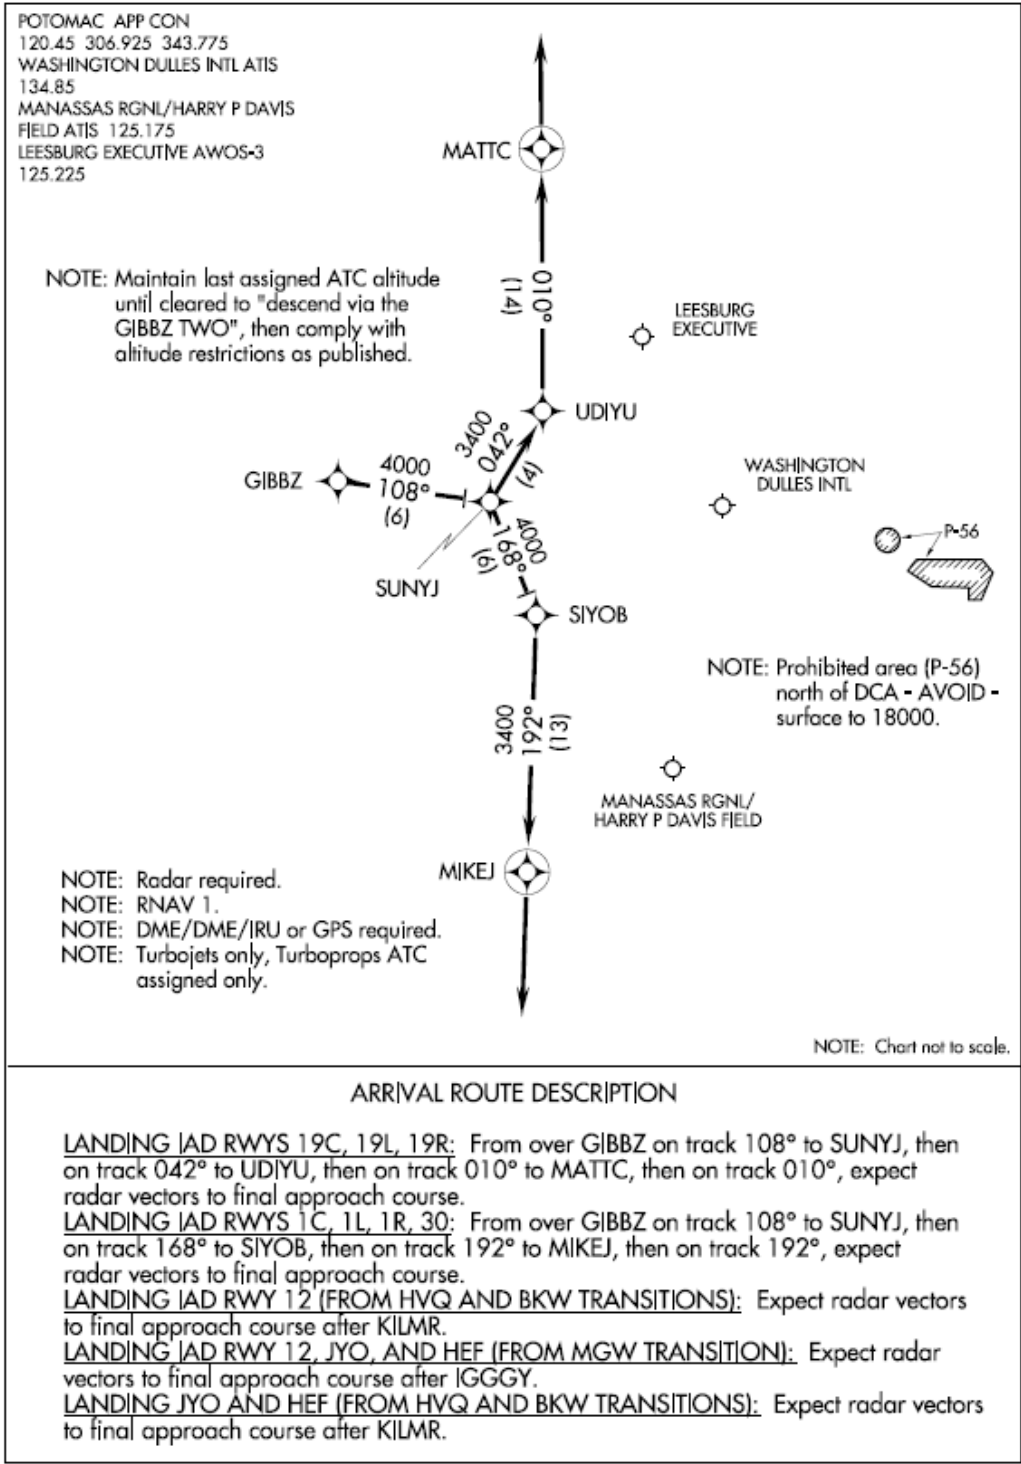 POTOMAC APP CON
120.45 306.925 343.775
WASHINGTON DULLES INTL ATIS
134.85
MANASSAS RGNL/HARRY P DAVIS
FIELD ATIS 125.175
LEESBURG EXECUTIVE AWOS-3
125.225
MATTC
NOTE: Maintain last assigned ATC altitude
until cleared to "descend via the
GIBBZ TWO", then comply with
altitude restrictions as published.
010°
(14)
LEESBURG
EXECUTIVE
UDIYU
3400
042°
(4)
GIBBZ
4000
108°
(6)
WASHINGTON
DULLES INTL
P-56
4000
168°
(6)
SUNYJ
SIYOB
NOTE: Prohibited area (P-56)
north of DCA - AVOID -
surface to 18000.
3400
192°
(13)
MANASSAS RGNL/
HARRY P DAVIS FIELD
MIKEJ
NOTE: Radar required.
NOTE: RNAV 1.
NOTE: DME/DME/IRU or GPS required.
NOTE: Turbojets only, Turboprops ATC
assigned only.
NOTE: Chart not to scale.
ARRIVAL ROUTE DESCRIPTION
LANDING IAD RWYS 19C, 19L, 19R: From over GIBBZ on track 108° to SUNYJ, then
on track 042° to UDIYU, then on track 010° to MATTC, then on track 010°, expect
radar vectors to final approach course.
LANDING IAD RWYS 1C, 1L, 1R, 30: From over GIBBZ on track 108° to SUNYJ, then
on track 168° to SIYOB, then on track 192° to MIKEJ, then on track 192°, expect
radar vectors to final approach course.
LANDING IAD RWY 12 (FROM HVQ AND BKW TRANSITIONS): Expect radar vectors
to final approach course after KILMR.
LANDING IAD RWY 12, JYO, AND HEF (FROM MGW TRANSITION): Expect radar
vectors to final approach course after IGGGY.
LANDING JYO AND HEF (FROM HVQ AND BKW TRANSITIONS): Expect radar vectors
to final approach course after KILMR.